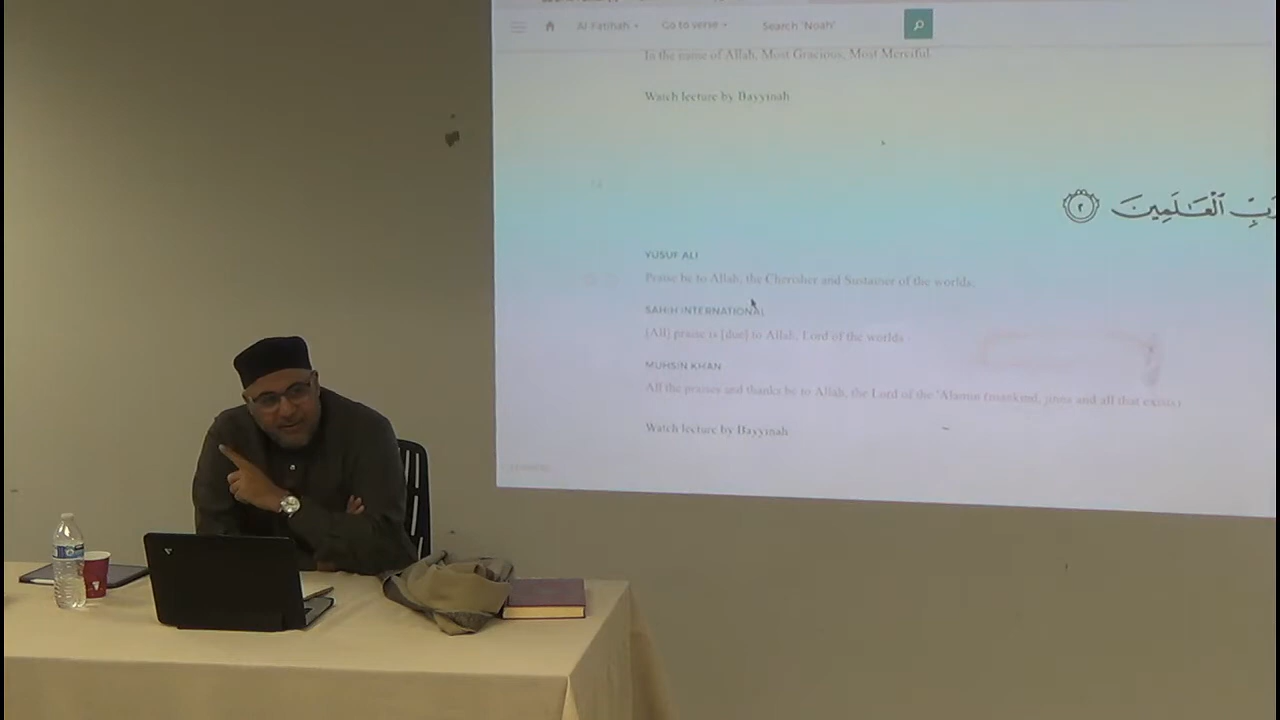 Al-Fatihah Go to verse Search 'Noah'
In the name of Allah, Most Gracious, Most Merciful.
Watch lecture by Bayyinah
رَبِّ ٱلْعَـٰلَمِينَ ٢
YUSUF ALI
Praise be to Allah, the Cherisher and Sustainer of the worlds;
SAHIH INTERNATIONAL
[All] praise is [due] to Allah, Lord of the worlds -
MUHSIN KHAN
All the praises and thanks be to Allah, the Lord of the 'Alamin (mankind, jinns and all that exists)
Watch lecture by Bayyinah